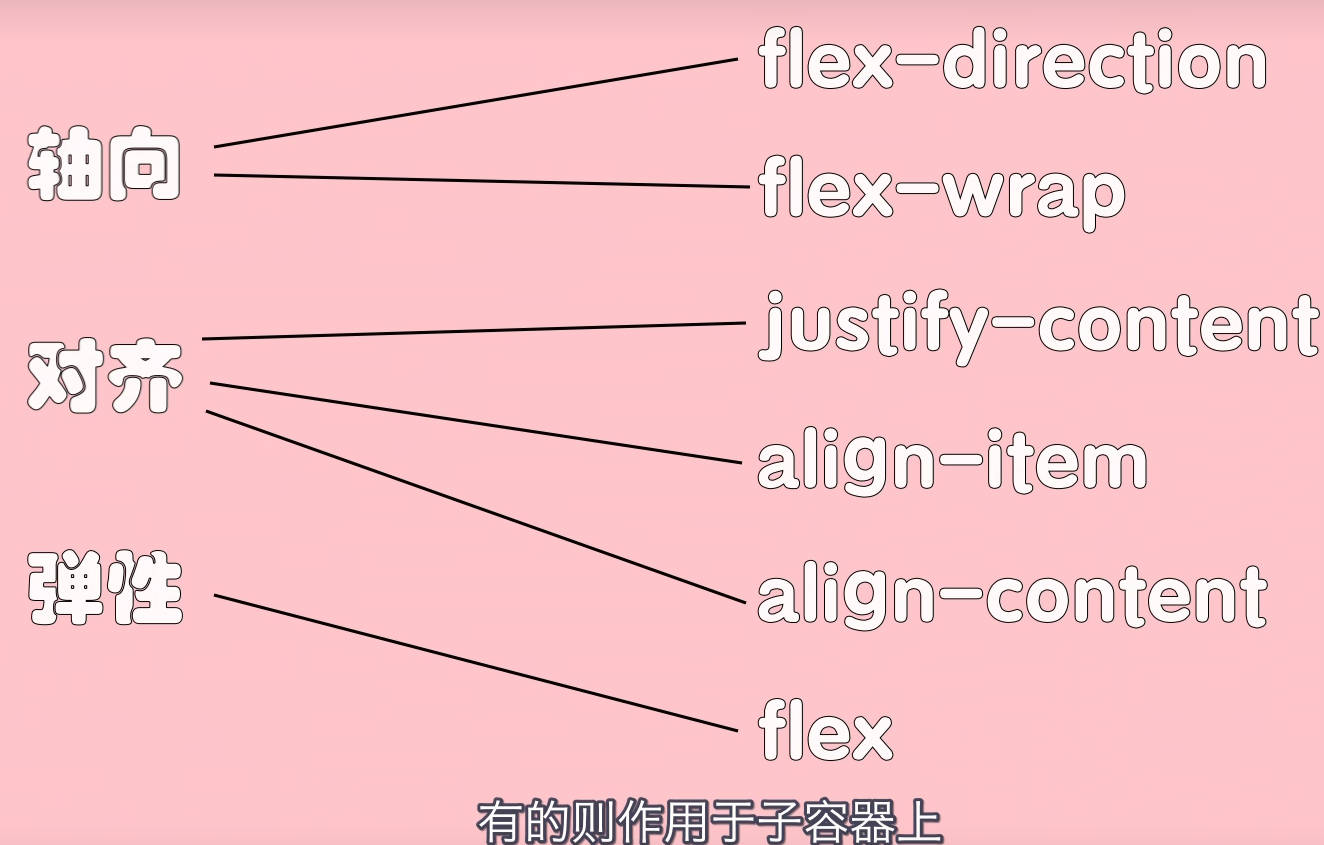 flex-direction
轴向
flex-wrap
justify-content
对齐
align-item
弹性
align-content
flex
有的则作用于子容器上